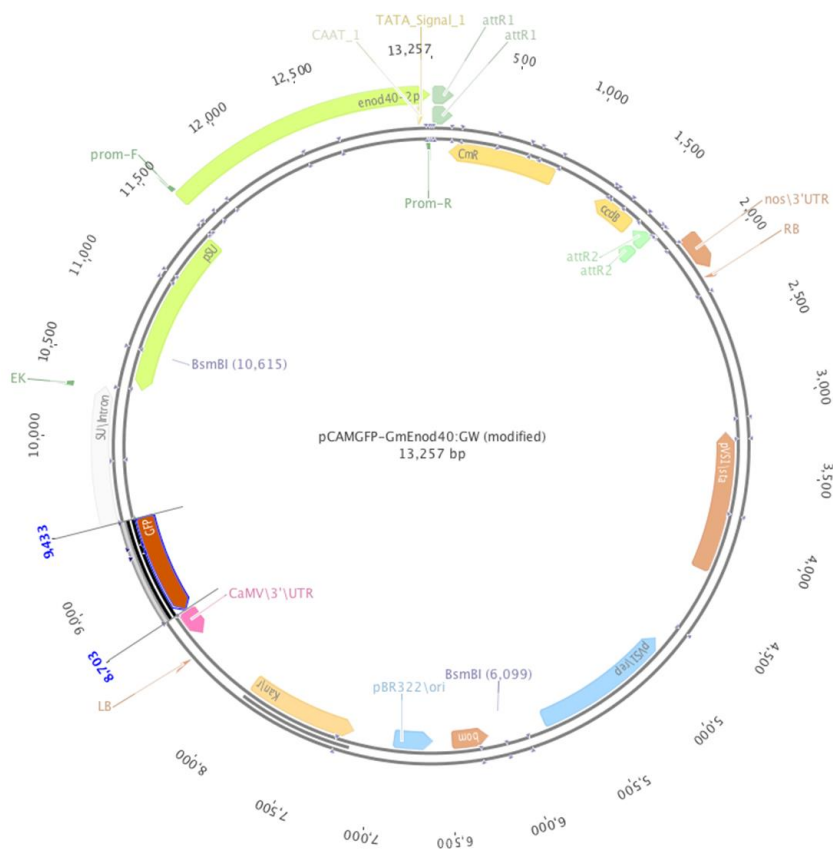 TATA_Signal_1
CAAT_1
13,257
attR1
attR1
500
1,000
1,500
2,000
2,500
3,000
3,500
4,000
4,500
5,000
5,500
6,000
6,500
7,000
7,500
8,000
8,703
9,000
9,433
10,000
10,500
11,000
11,500
12,000
12,500
enod40-2p
prom-F
Prom-R
CmR
ccdB
attR2
attR2
nos\3'UTR
RB
pSU
BsmBI (10,615)
EK
SU\Intron
pCAMGFP-GmEnod40:GW (modified)
13,257 bp
pVS1\sta
GFP
CaMV\3'\UTR
LB
Kan\r
pBR322\ori
BsmBI (6,099)
bom
pVS1\rep